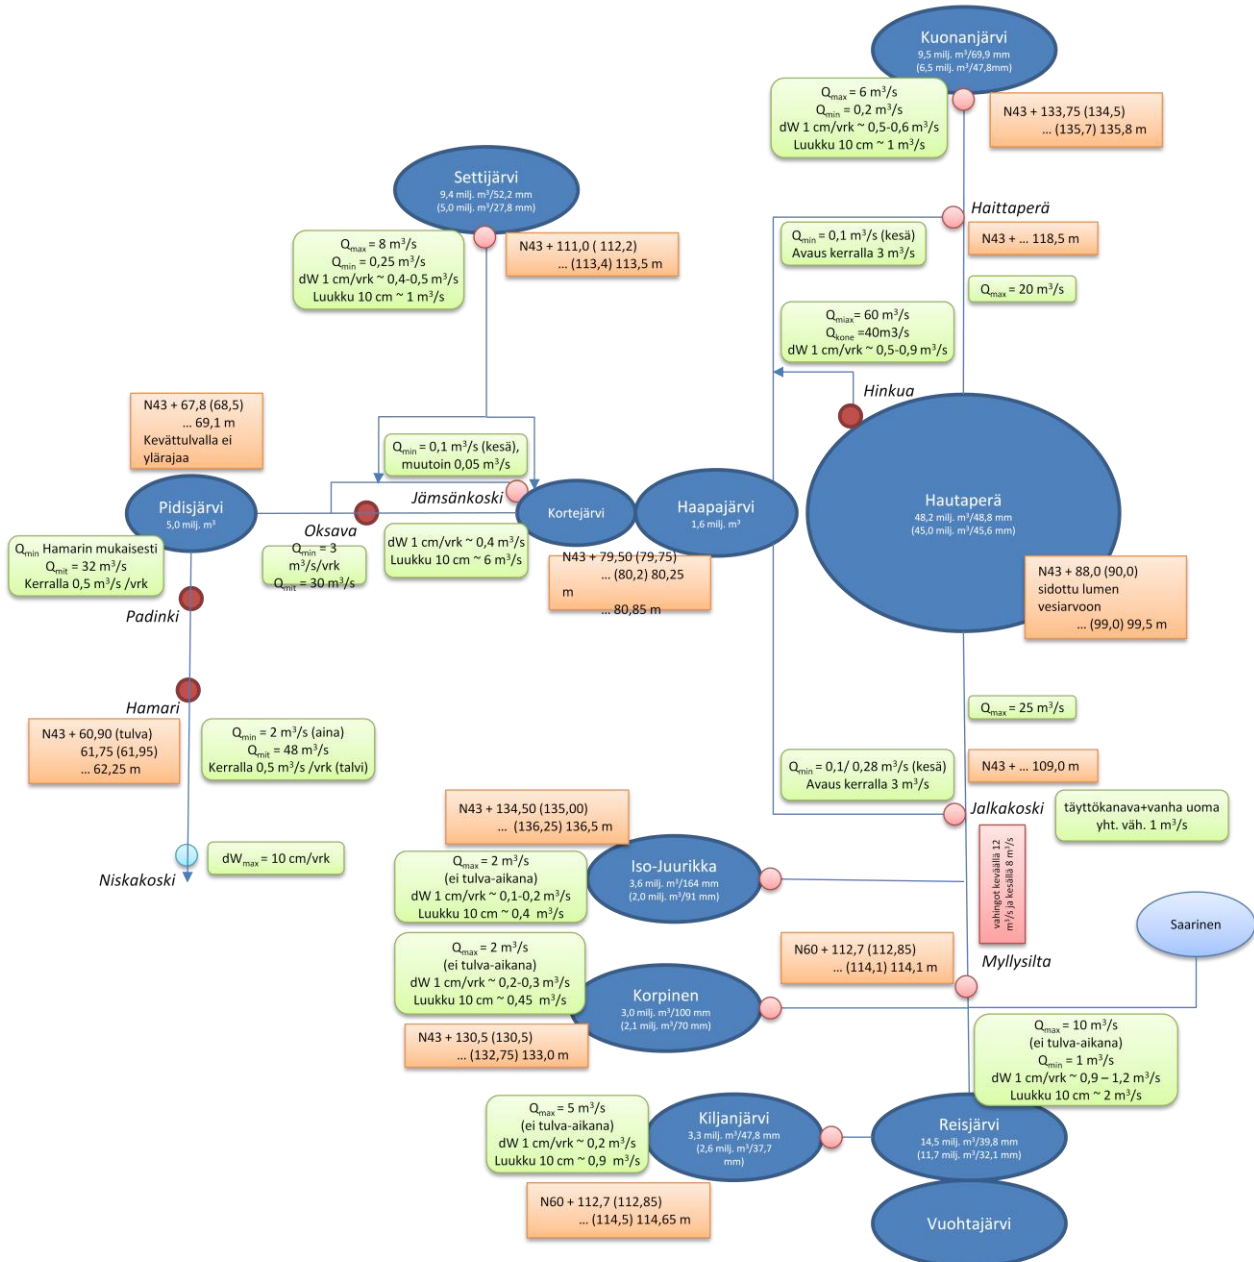 Kuonanjärvi
9,5 milj. m³/69,9 mm
(6,5 milj. m³/47,8mm)
Qmax = 6 m³/s
Qmin = 0,2 m³/s
dW 1 cm/vrk ~ 0,5-0,6 m³/s
Luukku 10 cm ~ 1 m³/s
N43 + 133,75 (134,5)
... (135,7) 135,8 m
Settijärvi
9,4 milj. m³/52,2 mm
(5,0 milj. m³/27,8 mm)
Qmax = 8 m³/s
Qmin = 0,25 m³/s
dW 1 cm/vrk ~ 0,4-0,5 m³/s
Luukku 10 cm ~ 1 m³/s
N43 + 111,0 ( 112,2)
... (113,4) 113,5 m
Haittaperä
Qmin = 0,1 m³/s (kesä)
Avaus kerralla 3 m³/s
N43 + ... 118,5 m
Qmax = 20 m³/s
Qmiax= 60 m³/s
Qkone =40m3/s
dW 1 cm/vrk ~ 0,5-0,9 m³/s
Hinkua
N43 + 67,8 (68,5)
... 69,1 m
Kevättulvalla ei
ylärajaa
Qmin = 0,1 m³/s (kesä),
muutoin 0,05 m³/s
Jämsänkoski
Pidisjärvi
5,0 milj. m³
Oksava
Kortejärvi
Haapajärvi
1,6 milj. m³
Hautaperä
48,2 milj. m³/48,8 mm
(45,0 milj. m³/45,6 mm)
Qmin Hamarin mukaisesti
Qmit = 32 m³/s
Kerralla 0,5 m³/s /vrk
Qmin = 3
m³/s/vrk
Qmit = 30 m³/s
dW 1 cm/vrk ~ 0,4 m³/s
Luukku 10 cm ~ 6 m³/s
N43 + 79,50 (79,75)
... (80,2) 80,25
m
... 80,85 m
N43 + 88,0 (90,0)
sidottu lumen
vesiarvoon
... (99,0) 99,5 m
Padinki
Hamari
N43 + 60,90 (tulva)
61,75 (61,95)
... 62,25 m
Qmin = 2 m³/s (aina)
Qmit = 48 m³/s
Kerralla 0,5 m³/s /vrk (talvi)
Qmax = 25 m³/s
Qmin = 0,1/ 0,28 m³/s (kesä)
Avaus kerralla 3 m³/s
N43 + ... 109,0 m
Jalkakoski
täyttökanava+vanha uoma
yht. väh. 1 m³/s
N43 + 134,50 (135,00)
... (136,25) 136,5 m
dWmax = 10 cm/vrk
Niskakoski
Qmax = 2 m³/s
(ei tulva-aikana)
dW 1 cm/vrk ~ 0,1-0,2 m³/s
Luukku 10 cm ~ 0,4 m³/s
Iso-Juurikka
3,6 milj. m³/164 mm
(2,0 milj. m³/91 mm)
vahingot keväällä 12
m³/s ja kesällä 8 m³/s
Saarinen
Qmax = 2 m³/s
(ei tulva-aikana)
dW 1 cm/vrk ~ 0,2-0,3 m³/s
Luukku 10 cm ~ 0,45 m³/s
N60 + 112,7 (112,85)
... (114,1) 114,1 m
Myllysilta
Korpinen
3,0 milj. m³/100 mm
(2,1 milj. m³/70 mm)
N43 + 130,5 (130,5)
... (132,75) 133,0 m
Qmax = 10 m³/s
(ei tulva-aikana)
Qmin = 1 m³/s
dW 1 cm/vrk ~ 0,9 – 1,2 m³/s
Luukku 10 cm ~ 2 m³/s
Qmax = 5 m³/s
(ei tulva-aikana)
dW 1 cm/vrk ~ 0,2 m³/s
Luukku 10 cm ~ 0,9 m³/s
Kiljanjärvi
3,3 milj. m³/47,8 mm
(2,6 milj. m³/37,7
mm)
Reisjärvi
14,5 milj. m³/39,8 mm
(11,7 milj. m³/32,1 mm)
N60 + 112,7 (112,85)
... (114,5) 114,65 m
Vuohtajärvi